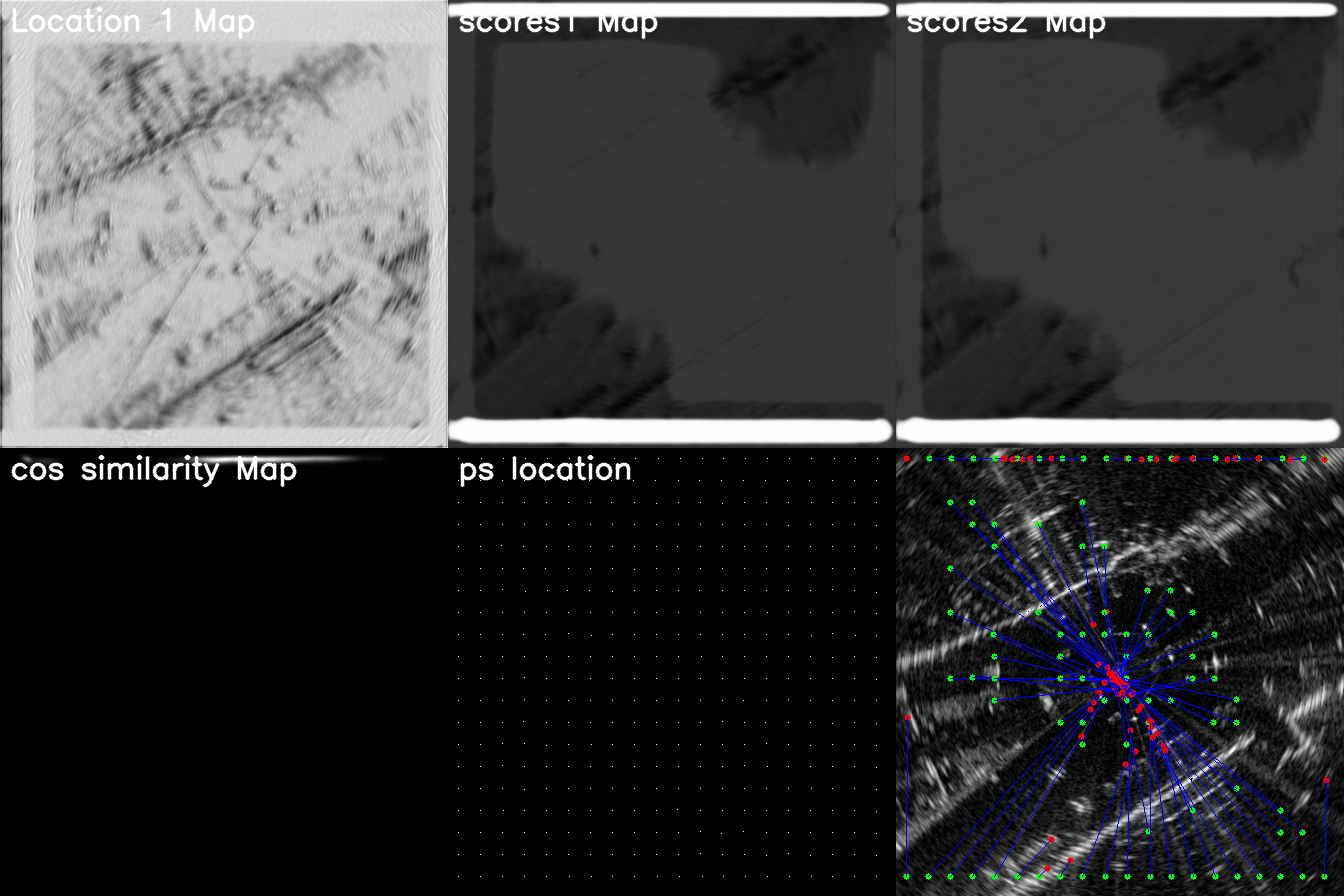 Location 1 Map
scores1 Map
scores2 Map
cos similarity Map
ps location